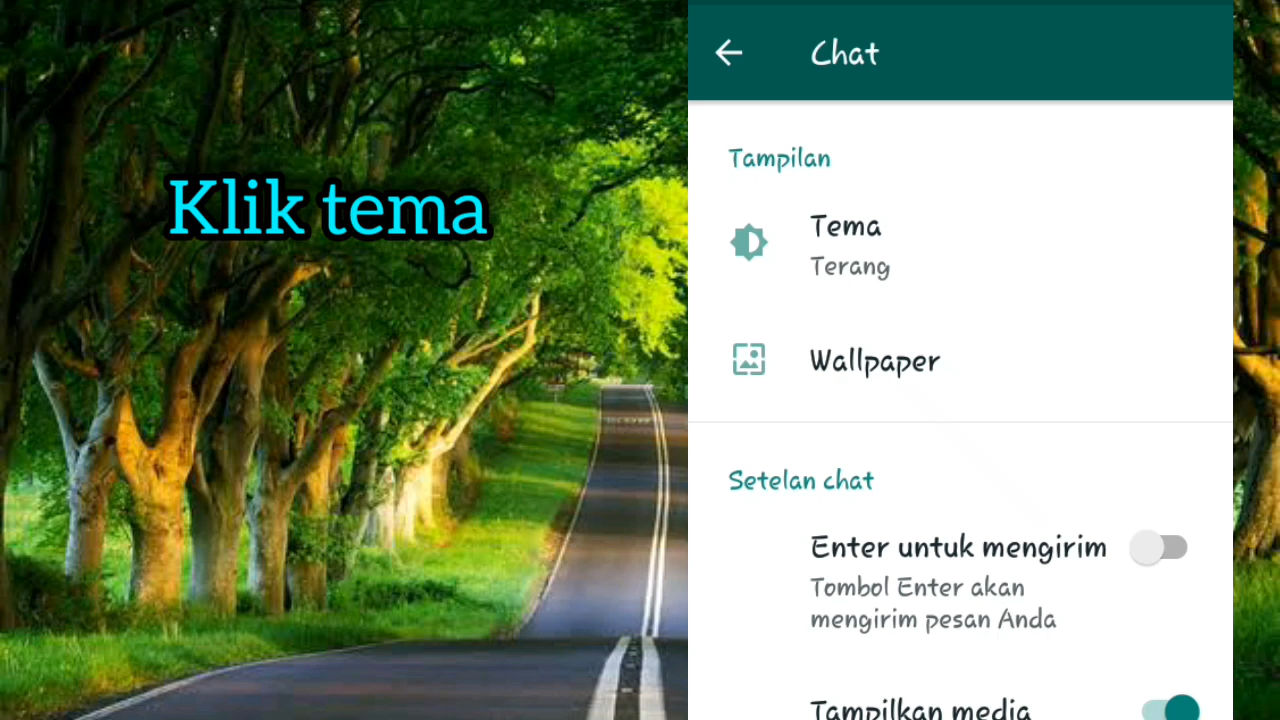 Klik tema
Chat
Tampilan
Tema
Terang
Wallpaper
Setelan chat
Enter untuk mengirim
Tombol Enter akan
mengirim pesan Anda
Tampilkan media